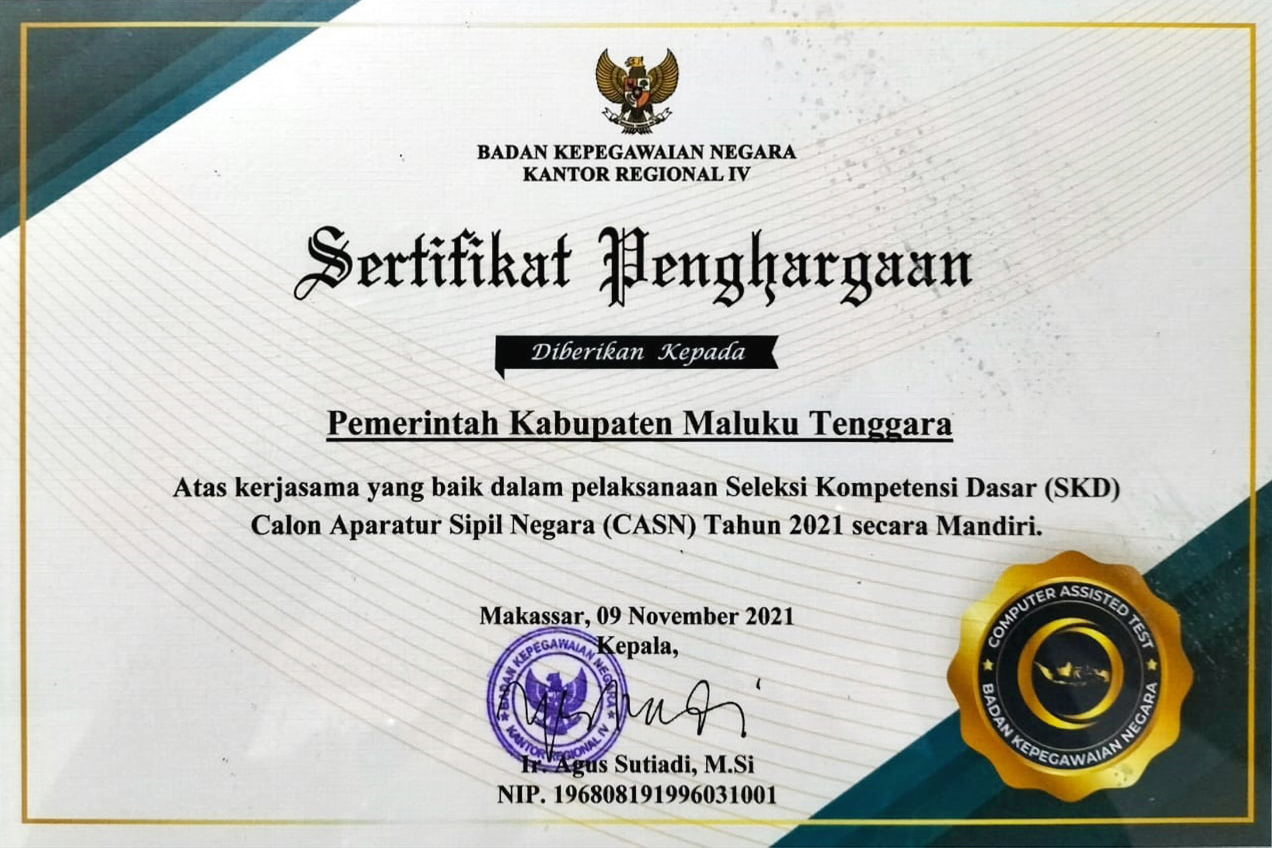 BADAN KEPEGAWAIAN NEGARA
KANTOR REGIONAL IV
Sertifikat Penghargaan
Diberikan Kepada
Pemerintah Kabupaten Maluku Tenggara
Atas kerjasama yang baik dalam pelaksanaan Seleksi Kompetensi Dasar (SKD)
Calon Aparatur Sipil Negara (CASN) Tahun 2021 secara Mandiri.
Makassar, 09 November 2021
Kepala,
BADAN KEPEGAWAIAN NEGARA
KANTOR REGIONAL IV
Ir. Agus Sutiadi, M.Si
NIP. 196808191996031001
COMPUTER ASSISTED TEST
BADAN KEPEGAWAIAN NEGARA